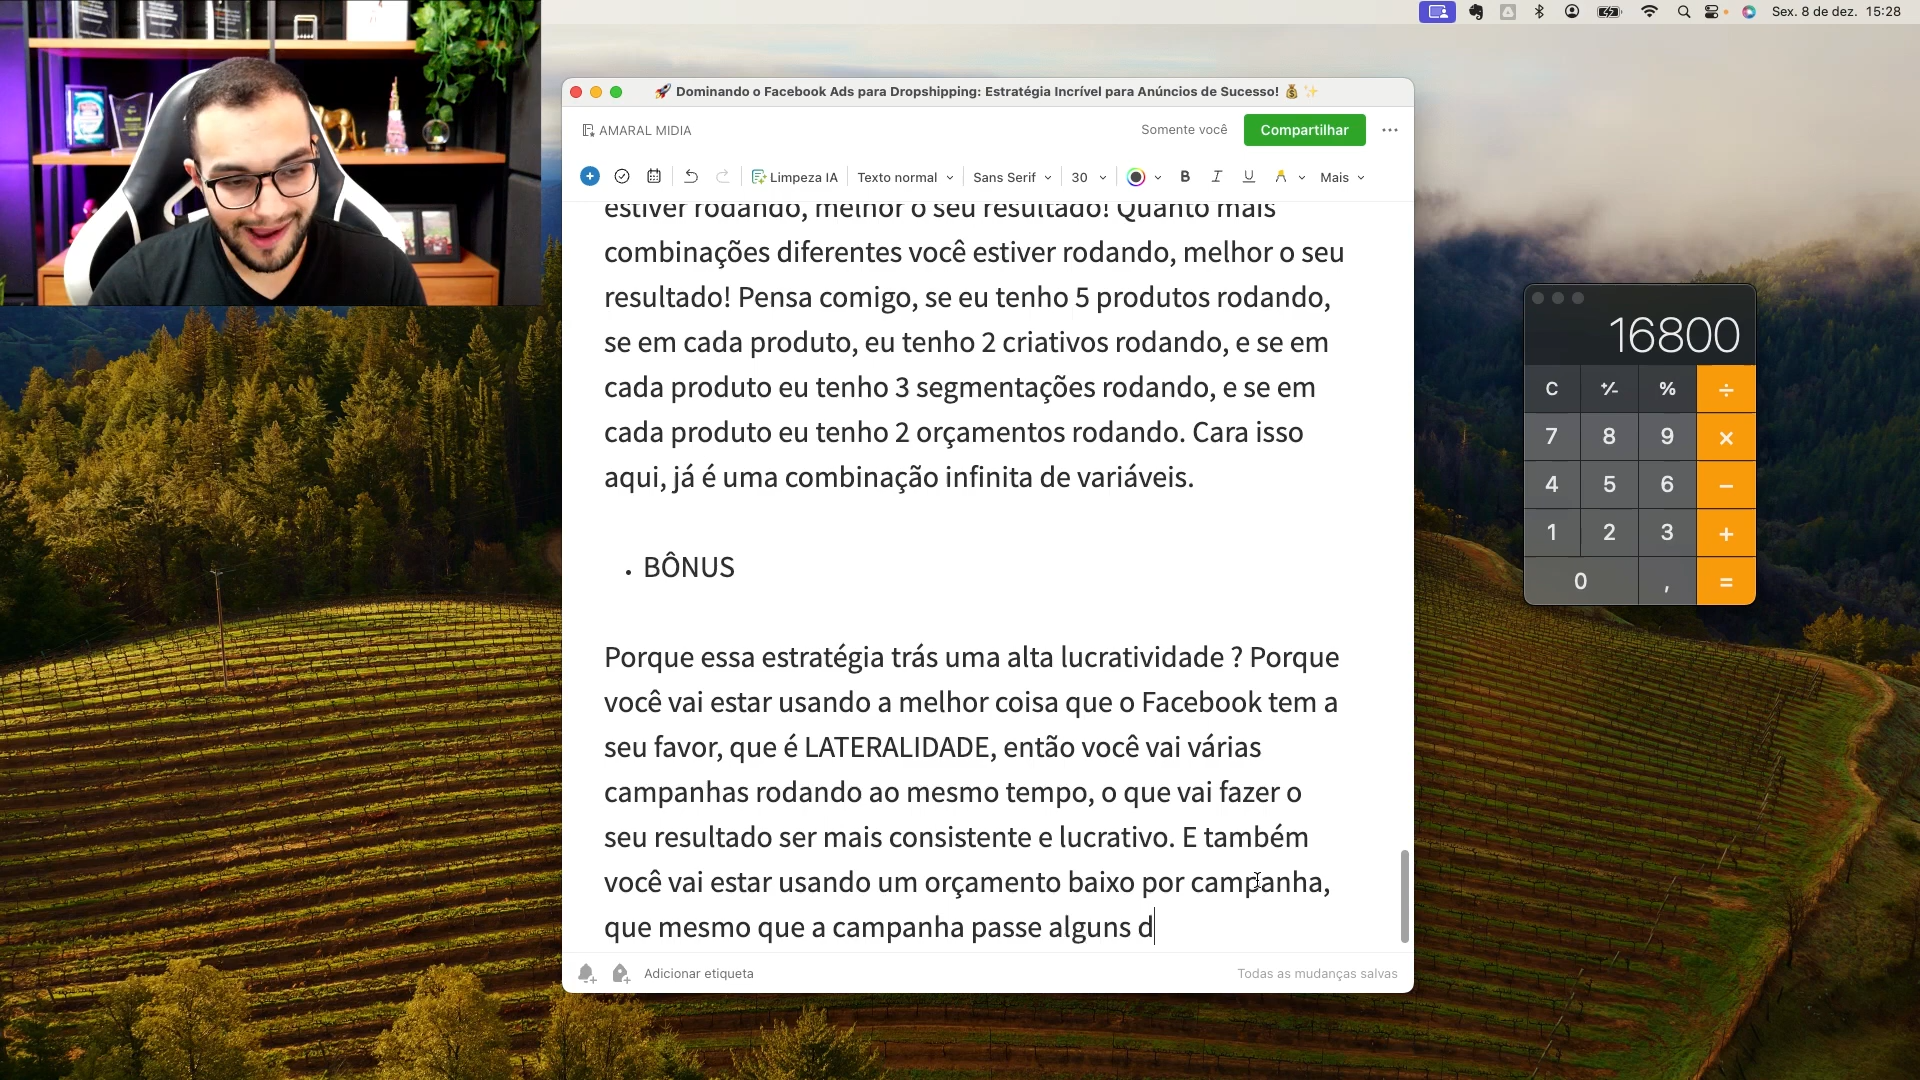 Sex. 8 de dez. 15:28
🚀 Dominando o Facebook Ads para Dropshipping: Estratégia Incrível para Anúncios de Sucesso! 💰 ✨
AMARAL MIDIA
Somente você
Compartilhar
Limpeza IA
Texto normal
Sans Serif
30
B
I
U
A
Mais
estiver rodando, melhor o seu resultado! Quanto mais
combinações diferentes você estiver rodando, melhor o seu
resultado! Pensa comigo, se eu tenho 5 produtos rodando,
se em cada produto, eu tenho 2 criativos rodando, e se em
cada produto eu tenho 3 segmentações rodando, e se em
cada produto eu tenho 2 orçamentos rodando. Cara isso
aqui, já é uma combinação infinita de variáveis.
• BÔNUS
Porque essa estratégia trás uma alta lucratividade ? Porque
você vai estar usando a melhor coisa que o Facebook tem a
seu favor, que é LATERALIDADE, então você vai várias
campanhas rodando ao mesmo tempo, o que vai fazer o
seu resultado ser mais consistente e lucrativo. E também
você vai estar usando um orçamento baixo por campanha,
que mesmo que a campanha passe alguns d
Adicionar etiqueta
Todas as mudanças salvas
16800
C +/- % ÷
7 8 9 ×
4 5 6 −
1 2 3 +
0 , =